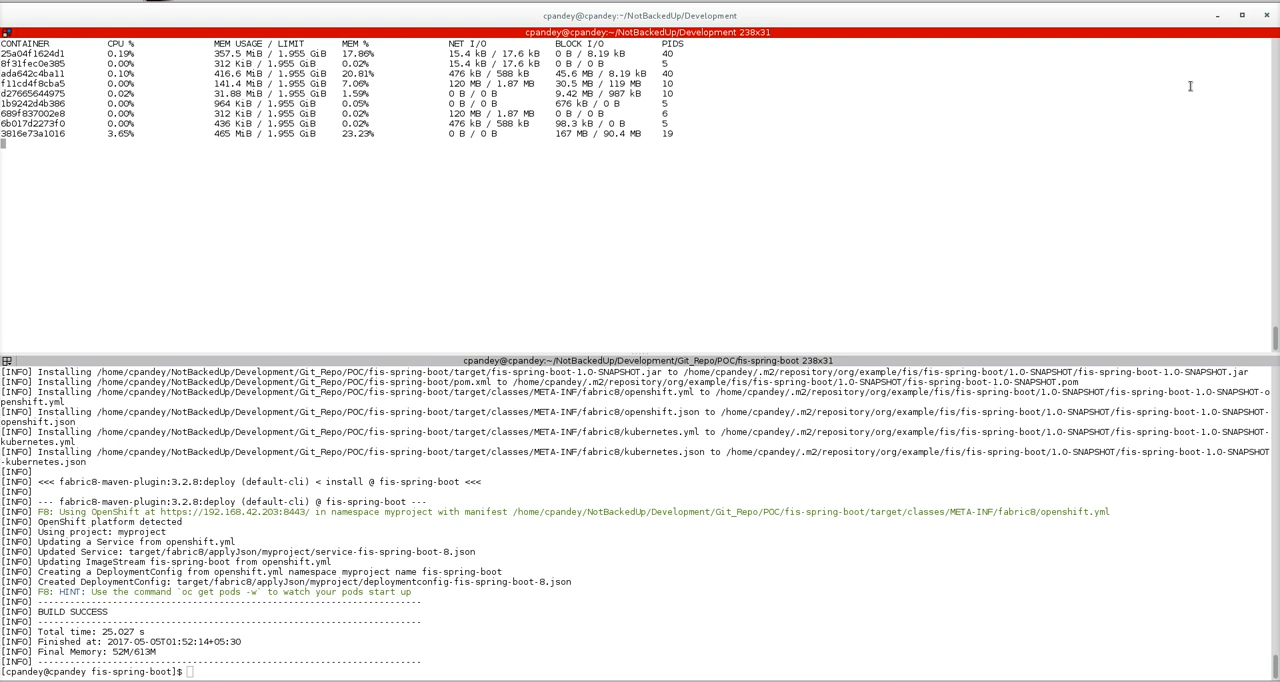 cpandey@cpandey:~/NotBackedUp/Development
cpandey@cpandey:~/NotBackedUp/Development 238x31
CONTAINER CPU % MEM USAGE / LIMIT MEM % NET I/O BLOCK I/O PIDS
25a04f1624d1 0.19% 357.5 MiB / 1.955 GiB 17.86% 15.4 kB / 17.6 kB 0 B / 8.19 kB 40
8f31fec0e385 0.00% 312 KiB / 1.955 GiB 0.02% 15.4 kB / 17.6 kB 0 B / 0 B 5
ada642c4ba11 0.10% 416.6 MiB / 1.955 GiB 20.81% 476 kB / 588 kB 45.6 MB / 8.19 kB 40
f11cd4f8cba5 0.00% 141.4 MiB / 1.955 GiB 7.06% 120 MB / 1.87 MB 30.5 MB / 119 MB 10
d27665644975 0.02% 31.88 MiB / 1.955 GiB 1.59% 0 B / 0 B 9.42 MB / 987 kB 10
1b9242d4b386 0.00% 964 KiB / 1.955 GiB 0.05% 0 B / 0 B 676 kB / 0 B 5
689f837002e8 0.00% 312 KiB / 1.955 GiB 0.02% 120 MB / 1.87 MB 0 B / 0 B 6
6b017d2273f0 0.00% 436 KiB / 1.955 GiB 0.02% 476 kB / 588 kB 98.3 kB / 0 B 5
3816e73a1016 3.65% 465 MiB / 1.955 GiB 23.23% 0 B / 0 B 167 MB / 90.4 MB 19
cpandey@cpandey:~/NotBackedUp/Development/Git_Repo/POC/fis-spring-boot 238x31
[INFO] Installing /home/cpandey/NotBackedUp/Development/Git_Repo/POC/fis-spring-boot/target/fis-spring-boot-1.0-SNAPSHOT.jar to /home/cpandey/.m2/repository/org/example/fis/fis-spring-boot/1.0-SNAPSHOT/fis-spring-boot-1.0-SNAPSHOT.jar
[INFO] Installing /home/cpandey/NotBackedUp/Development/Git_Repo/POC/fis-spring-boot/pom.xml to /home/cpandey/.m2/repository/org/example/fis/fis-spring-boot/1.0-SNAPSHOT/fis-spring-boot-1.0-SNAPSHOT.pom
[INFO] Installing /home/cpandey/NotBackedUp/Development/Git_Repo/POC/fis-spring-boot/target/classes/META-INF/fabric8/openshift.yml to /home/cpandey/.m2/repository/org/example/fis/fis-spring-boot/1.0-SNAPSHOT/fis-spring-boot-1.0-SNAPSHOT-o
penshift.yml
[INFO] Installing /home/cpandey/NotBackedUp/Development/Git_Repo/POC/fis-spring-boot/target/classes/META-INF/fabric8/openshift.json to /home/cpandey/.m2/repository/org/example/fis/fis-spring-boot/1.0-SNAPSHOT/fis-spring-boot-1.0-SNAPSHOT-
openshift.json
[INFO] Installing /home/cpandey/NotBackedUp/Development/Git_Repo/POC/fis-spring-boot/target/classes/META-INF/fabric8/kubernetes.yml to /home/cpandey/.m2/repository/org/example/fis/fis-spring-boot/1.0-SNAPSHOT/fis-spring-boot-1.0-SNAPSHOT-
kubernetes.yml
[INFO] Installing /home/cpandey/NotBackedUp/Development/Git_Repo/POC/fis-spring-boot/target/classes/META-INF/fabric8/kubernetes.json to /home/cpandey/.m2/repository/org/example/fis/fis-spring-boot/1.0-SNAPSHOT/fis-spring-boot-1.0-SNAPSHOT
-kubernetes.json
[INFO]
[INFO] <<< fabric8-maven-plugin:3.2.8:deploy (default-cli) < install @ fis-spring-boot <<<
[INFO]
[INFO] --- fabric8-maven-plugin:3.2.8:deploy (default-cli) @ fis-spring-boot ---
[INFO] F8: Using OpenShift at https://192.168.42.203:8443/ in namespace myproject with manifest /home/cpandey/NotBackedUp/Development/Git_Repo/POC/fis-spring-boot/target/classes/META-INF/fabric8/openshift.yml
[INFO] OpenShift platform detected
[INFO] Using project: myproject
[INFO] Updating a Service from openshift.yml
[INFO] Updated Service: target/fabric8/applyJson/myproject/service-fis-spring-boot-8.json
[INFO] Updating ImageStream fis-spring-boot from openshift.yml
[INFO] Creating a DeploymentConfig from openshift.yml namespace myproject name fis-spring-boot
[INFO] Created DeploymentConfig: target/fabric8/applyJson/myproject/deploymentconfig-fis-spring-boot-8.json
[INFO] F8: HINT: Use the command `oc get pods -w` to watch your pods start up
[INFO] ------------------------------------------------------------------------
[INFO] BUILD SUCCESS
[INFO] ------------------------------------------------------------------------
[INFO] Total time: 25.027 s
[INFO] Finished at: 2017-05-05T01:52:14+05:30
[INFO] Final Memory: 52M/613M
[INFO] ------------------------------------------------------------------------
[cpandey@cpandey fis-spring-boot]$